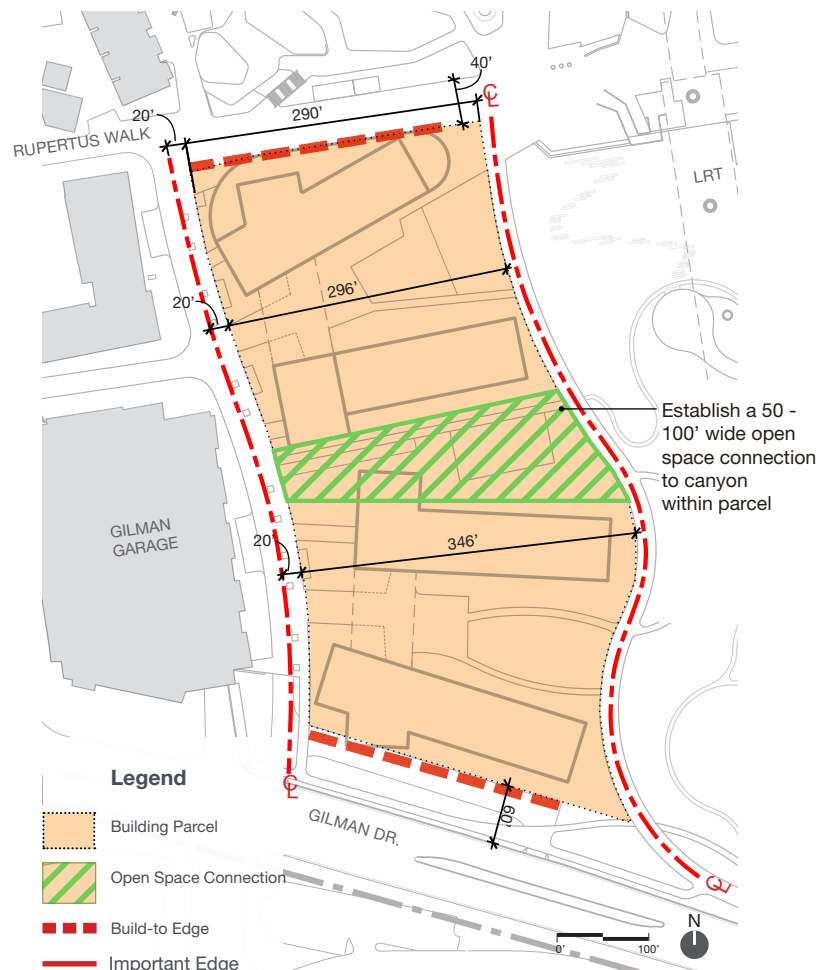 40'
℄
20'
290'
RUPERTUS WALK
LRT
296'
20'
Establish a 50 -
100' wide open
space connection
to canyon
within parcel
GILMAN
GARAGE
20'
346'
Legend
℄
60'
GILMAN DR.
Building Parcel
Open Space Connection
℄
Build-to Edge
N
0'
100'
Important Edge